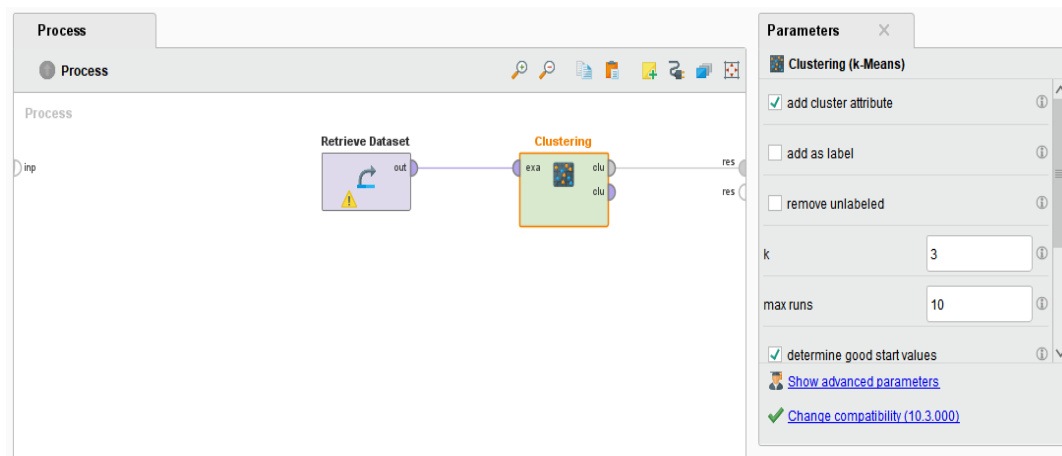 Process
Process
Process
inp
Retrieve Dataset
out
Clustering
exa
clu
clu
res
res
Parameters
Clustering (k-Means)
add cluster attribute
add as label
remove unlabeled
k
3
max runs
10
determine good start values
Show advanced parameters
Change compatibility (10.3.000)